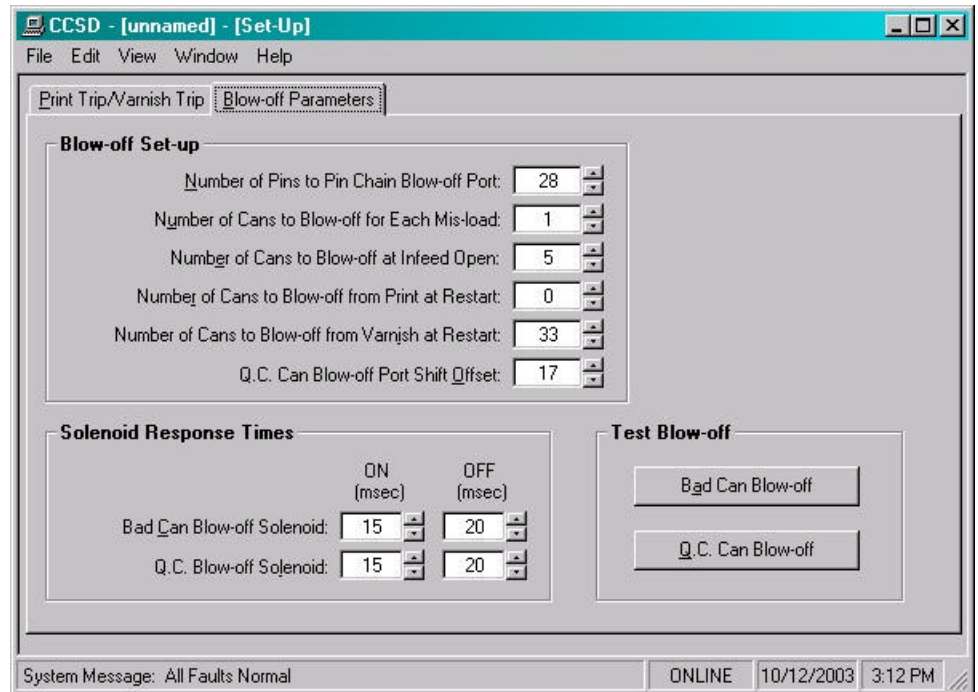 CCSD - [unnamed] - [Set-Up]
File Edit View Window Help
Print Trip/Varnish Trip Blow-off Parameters
Blow-off Set-up
Number of Pins to Pin Chain Blow-off Port: 28
Number of Cans to Blow-off for Each Mis-load: 1
Number of Cans to Blow-off at Infeed Open: 5
Number of Cans to Blow-off from Print at Restart: 0
Number of Cans to Blow-off from Varnish at Restart: 33
Q.C. Can Blow-off Port Shift Offset: 17
Solenoid Response Times
ON OFF
(msec) (msec)
Bad Can Blow-off Solenoid: 15 20
Q.C. Blow-off Solenoid: 15 20
Test Blow-off
Bad Can Blow-off
Q.C. Can Blow-off
System Message: All Faults Normal ONLINE 10/12/2003 3:12 PM